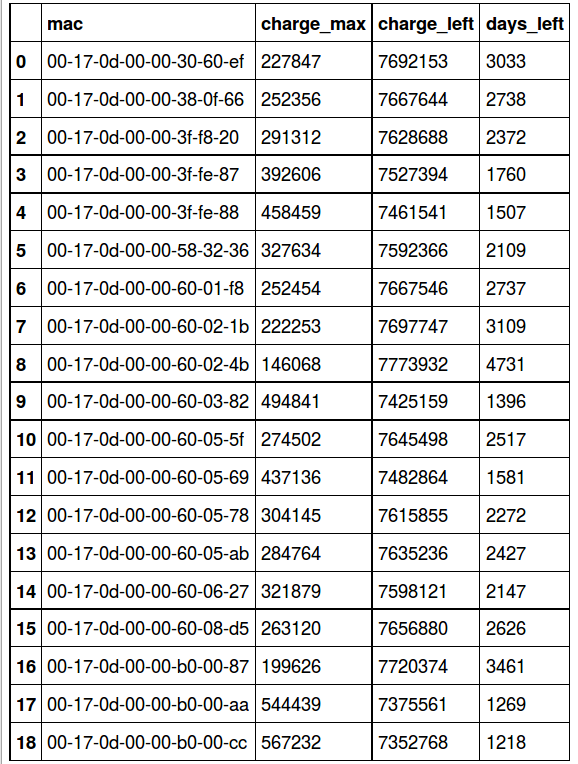 mac charge_max charge_left days_left
0 00-17-0d-00-00-30-60-ef 227847 7692153 3033
1 00-17-0d-00-00-38-0f-66 252356 7667644 2738
2 00-17-0d-00-00-3f-f8-20 291312 7628688 2372
3 00-17-0d-00-00-3f-fe-87 392606 7527394 1760
4 00-17-0d-00-00-3f-fe-88 458459 7461541 1507
5 00-17-0d-00-00-58-32-36 327634 7592366 2109
6 00-17-0d-00-00-60-01-f8 252454 7667546 2737
7 00-17-0d-00-00-60-02-1b 222253 7697747 3109
8 00-17-0d-00-00-60-02-4b 146068 7773932 4731
9 00-17-0d-00-00-60-03-82 494841 7425159 1396
10 00-17-0d-00-00-60-05-5f 274502 7645498 2517
11 00-17-0d-00-00-60-05-69 437136 7482864 1581
12 00-17-0d-00-00-60-05-78 304145 7615855 2272
13 00-17-0d-00-00-60-05-ab 284764 7635236 2427
14 00-17-0d-00-00-60-06-27 321879 7598121 2147
15 00-17-0d-00-00-60-08-d5 263120 7656880 2626
16 00-17-0d-00-00-b0-00-87 199626 7720374 3461
17 00-17-0d-00-00-b0-00-aa 544439 7375561 1269
18 00-17-0d-00-00-b0-00-cc 567232 7352768 1218